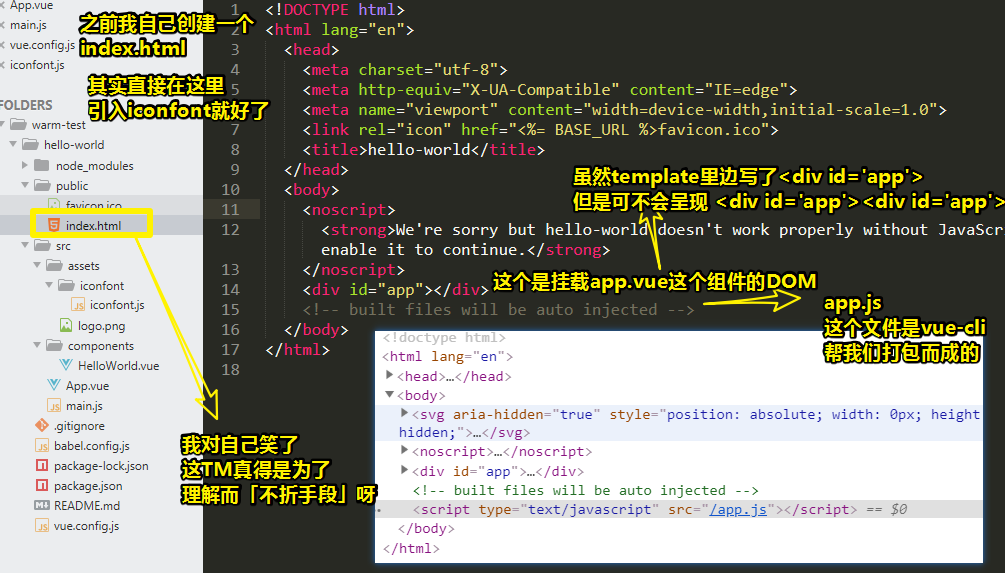 App.vue
main.js
vue.config.js
iconfont.js
FOLDERS
warm-test
hello-world
node_modules
public
favicon.ico
index.html
src
assets
iconfont
iconfont.js
logo.png
components
HelloWorld.vue
App.vue
main.js
.gitignore
babel.config.js
package-lock.json
package.json
README.md
vue.config.js
之前我自己创建一个
index.html
其实直接在这里
引入iconfont就好了
1 <!DOCTYPE html>
2 <html lang="en">
3 <head>
4 <meta charset="utf-8">
5 <meta http-equiv="X-UA-Compatible" content="IE=edge">
6 <meta name="viewport" content="width=device-width,initial-scale=1.0">
7 <link rel="icon" href="<%= BASE_URL %>favicon.ico">
8 <title>hello-world</title>
9 </head>
10 <body>
11 <noscript>
12 <strong>We're sorry but hello-world doesn't work properly without JavaScr
enable it to continue.</strong>
13 </noscript>
14 <div id="app"></div>
15 <!-- built files will be auto injected -->
16 </body>
17 </html>
18
虽然template里边写了<div id='app'>
但是可不会呈现 <div id='app'><div id='app'>
这个是挂载app.vue这个组件的DOM
app.js
这个文件是vue-cli
帮我们打包而成的
我对自己笑了
这TM真得是为了
理解而「不折手段」呀
<!doctype html>
<html lang="en">
<head>…</head>
<body>
<svg aria-hidden="true" style="position: absolute; width: 0px; height
hidden;">…</svg>
<noscript>…</noscript>
<div id="app">…</div>
<!-- built files will be auto injected -->
<script type="text/javascript" src="/app.js"></script> == $0
</body>
</html>